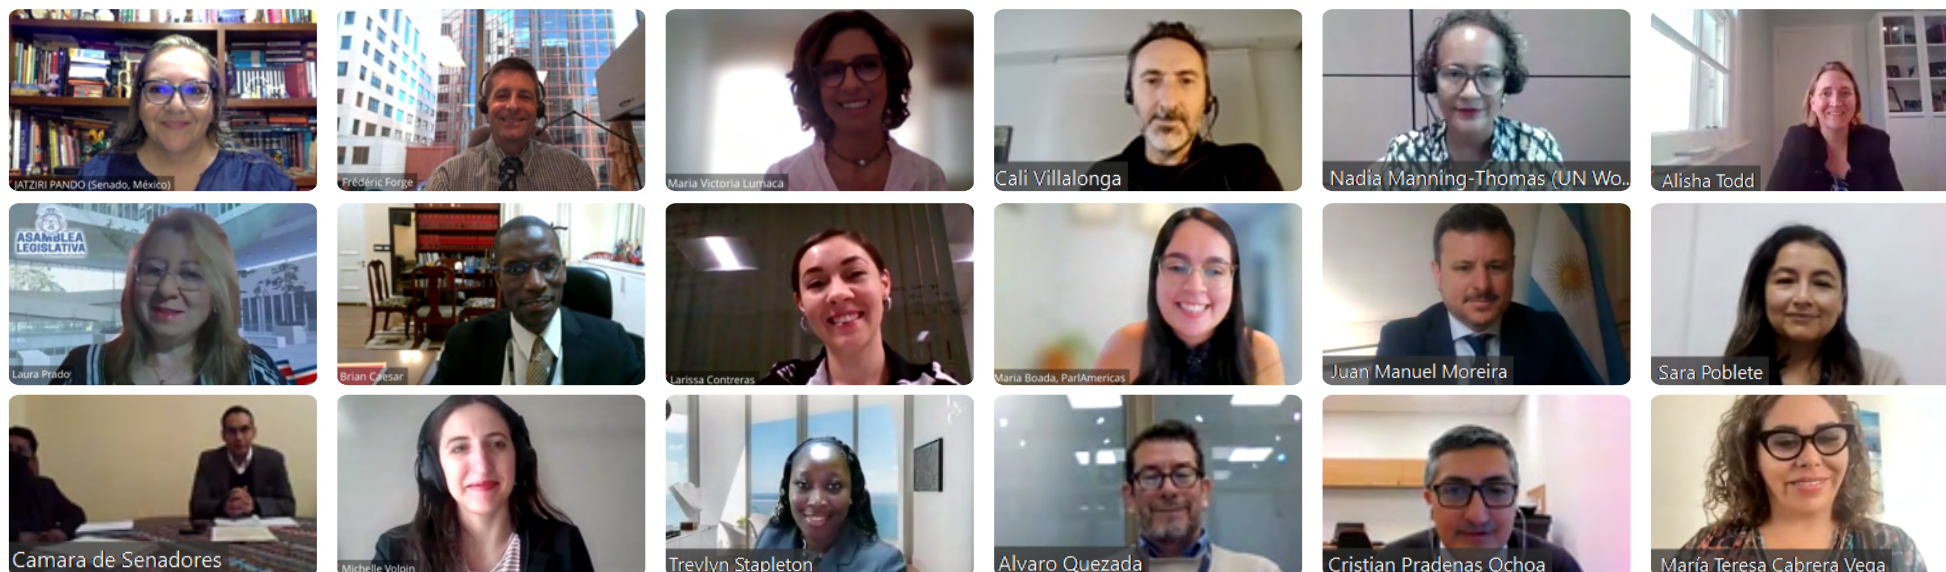 JATZIRI PANDO (Senado, México)
Frédéric Forge
Maria Victoria Lumaca
Cali Villalonga
Nadia Manning-Thomas (UN Wo...
Alisha Todd
ASAMBLEA
LEGISLATIVA
Laura Prado
Brian Caesar
Larissa Contreras
Maria Boada, ParlAmericas
Juan Manuel Moreira
Sara Poblete
Camara de Senadores
Michelle Volpin
Trevlyn Stapleton
Alvaro Quezada
Cristian Pradenas Ochoa
María Teresa Cabrera Vega